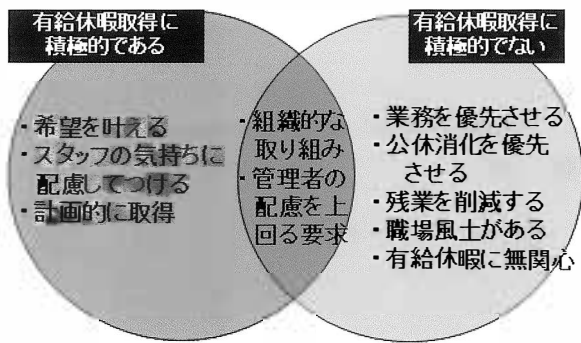 有給休暇取得に
積極的である
有給休暇取得に
積極的でない
・希望を叶える
・スタッフの気持ちに
配慮してつける
・計画的に取得
・組織的な
取り組み
・管理者の
配慮を上
回る要求
・業務を優先させる
・公休消化を優先
させる
・残業を削減する
・職場風土がある
・有給休暇に無関心